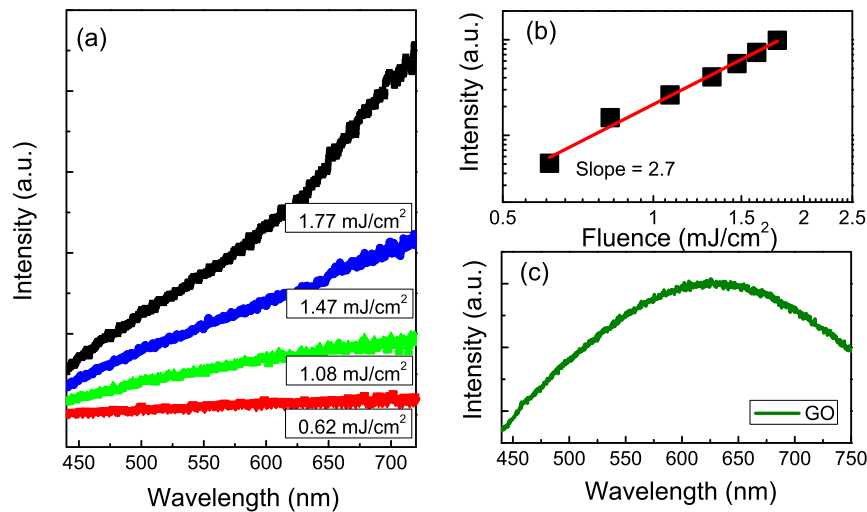 (a)
1.77 mJ/cm²
1.47 mJ/cm²
1.08 mJ/cm²
0.62 mJ/cm²
Intensity (a.u.)
450 500 550 600 650 700
Wavelength (nm)
(b)
Intensity (a.u.)
Slope = 2.7
0.5 1 1.5 2 2.5
Fluence (mJ/cm²)
(c)
Intensity (a.u.)
GO
450 500 550 600 650 700 750
Wavelength (nm)